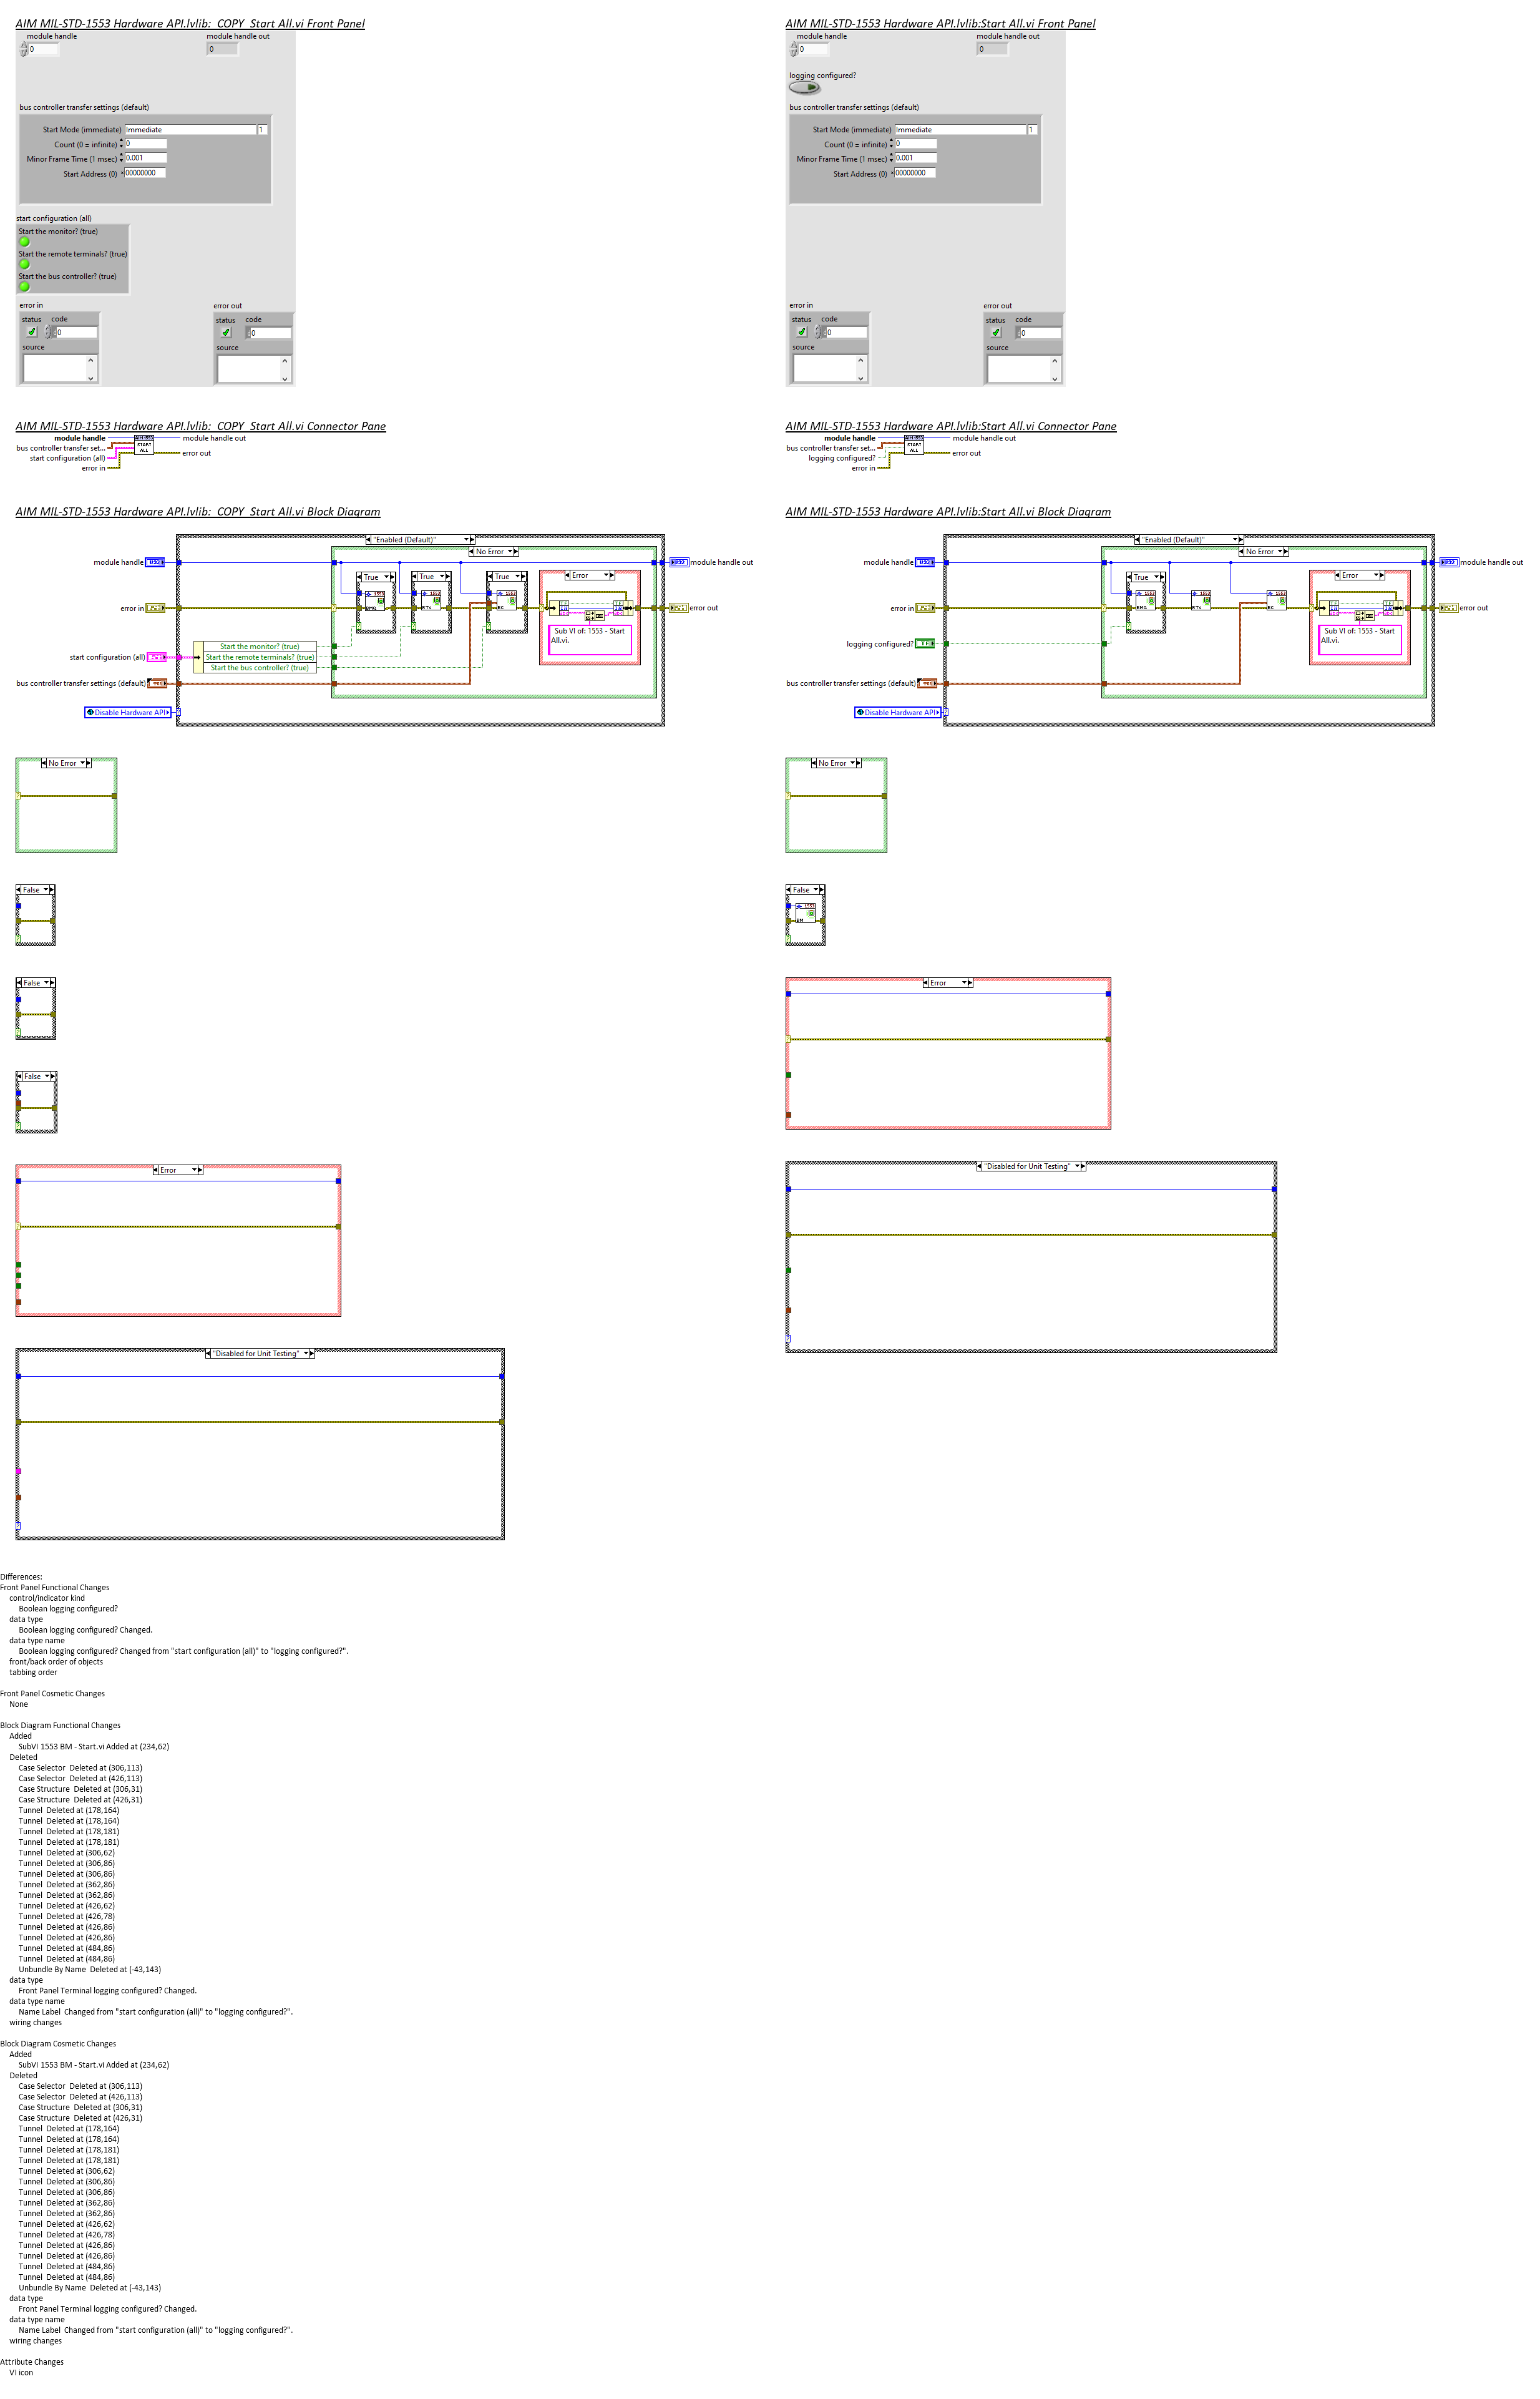 AIM MIL-STD-1553 Hardware API.lvlib:_COPY_Start All.vi Front Panel
module handle
module handle out
0
0
bus controller transfer settings (default)
Start Mode (immediate) Immediate 1
Count (0 = infinite) 0
Minor Frame Time (1 msec) 0.001
Start Address (0) x 00000000
start configuration (all)
Start the monitor? (true)
Start the remote terminals? (true)
Start the bus controller? (true)
error in
error out
status code
0
source
status code
0
source
AIM MIL-STD-1553 Hardware API.lvlib:Start All.vi Front Panel
module handle
module handle out
0
0
logging configured?
bus controller transfer settings (default)
Start Mode (immediate) Immediate 1
Count (0 = infinite) 0
Minor Frame Time (1 msec) 0.001
Start Address (0) x 00000000
error in
error out
status code
0
source
status code
0
source
AIM MIL-STD-1553 Hardware API.lvlib:_COPY_Start All.vi Connector Pane
module handle
module handle out
bus controller transfer set...
start configuration (all)
error in
error out
START
ALL
AIM MIL-STD-1553 Hardware API.lvlib:Start All.vi Connector Pane
module handle
module handle out
bus controller transfer set...
logging configured?
error in
error out
START
ALL
AIM MIL-STD-1553 Hardware API.lvlib:_COPY_Start All.vi Block Diagram
"Enabled (Default)"
No Error
module handle U32
U32 module handle out
True
True
True
Error
error in
error out
Sub VI of: 1553 - Start
All.vi.
Start the monitor? (true)
start configuration (all)
Start the remote terminals? (true)
Start the bus controller? (true)
bus controller transfer settings (default)
Disable Hardware API
AIM MIL-STD-1553 Hardware API.lvlib:Start All.vi Block Diagram
"Enabled (Default)"
No Error
module handle U32
U32 module handle out
True
Error
error in
error out
Sub VI of: 1553 - Start
All.vi.
logging configured? TF
bus controller transfer settings (default)
Disable Hardware API
No Error
False
False
False
Error
"Disabled for Unit Testing"
No Error
False
Error
"Disabled for Unit Testing"
Differences:
Front Panel Functional Changes
control/indicator kind
Boolean logging configured?
data type
Boolean logging configured? Changed.
data type name
Boolean logging configured? Changed from "start configuration (all)" to "logging configured?".
front/back order of objects
tabbing order
Front Panel Cosmetic Changes
None
Block Diagram Functional Changes
Added
SubVI 1553 BM - Start.vi Added at (234,62)
Deleted
Case Selector  Deleted at (306,113)
Case Selector  Deleted at (426,113)
Case Structure  Deleted at (306,31)
Case Structure  Deleted at (426,31)
Tunnel  Deleted at (178,164)
Tunnel  Deleted at (178,164)
Tunnel  Deleted at (178,181)
Tunnel  Deleted at (178,181)
Tunnel  Deleted at (306,62)
Tunnel  Deleted at (306,86)
Tunnel  Deleted at (306,86)
Tunnel  Deleted at (362,86)
Tunnel  Deleted at (362,86)
Tunnel  Deleted at (426,62)
Tunnel  Deleted at (426,78)
Tunnel  Deleted at (426,86)
Tunnel  Deleted at (426,86)
Tunnel  Deleted at (484,86)
Tunnel  Deleted at (484,86)
Unbundle By Name  Deleted at (-43,143)
data type
Front Panel Terminal logging configured? Changed.
data type name
Name Label  Changed from "start configuration (all)" to "logging configured?".
wiring changes
Block Diagram Cosmetic Changes
Added
SubVI 1553 BM - Start.vi Added at (234,62)
Deleted
Case Selector  Deleted at (306,113)
Case Selector  Deleted at (426,113)
Case Structure  Deleted at (306,31)
Case Structure  Deleted at (426,31)
Tunnel  Deleted at (178,164)
Tunnel  Deleted at (178,164)
Tunnel  Deleted at (178,181)
Tunnel  Deleted at (178,181)
Tunnel  Deleted at (306,62)
Tunnel  Deleted at (306,86)
Tunnel  Deleted at (306,86)
Tunnel  Deleted at (362,86)
Tunnel  Deleted at (362,86)
Tunnel  Deleted at (426,62)
Tunnel  Deleted at (426,78)
Tunnel  Deleted at (426,86)
Tunnel  Deleted at (426,86)
Tunnel  Deleted at (484,86)
Tunnel  Deleted at (484,86)
Unbundle By Name  Deleted at (-43,143)
data type
Front Panel Terminal logging configured? Changed.
data type name
Name Label  Changed from "start configuration (all)" to "logging configured?".
wiring changes
Attribute Changes
VI icon